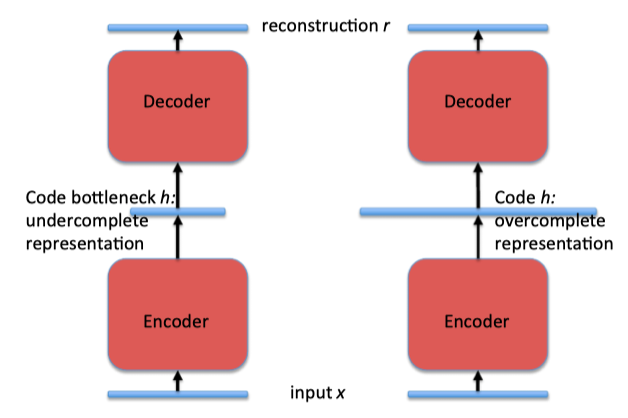 reconstruction r
Decoder
Decoder
Code bottleneck h:
undercomplete
representation
Code h:
overcomplete
representation
Encoder
Encoder
input x